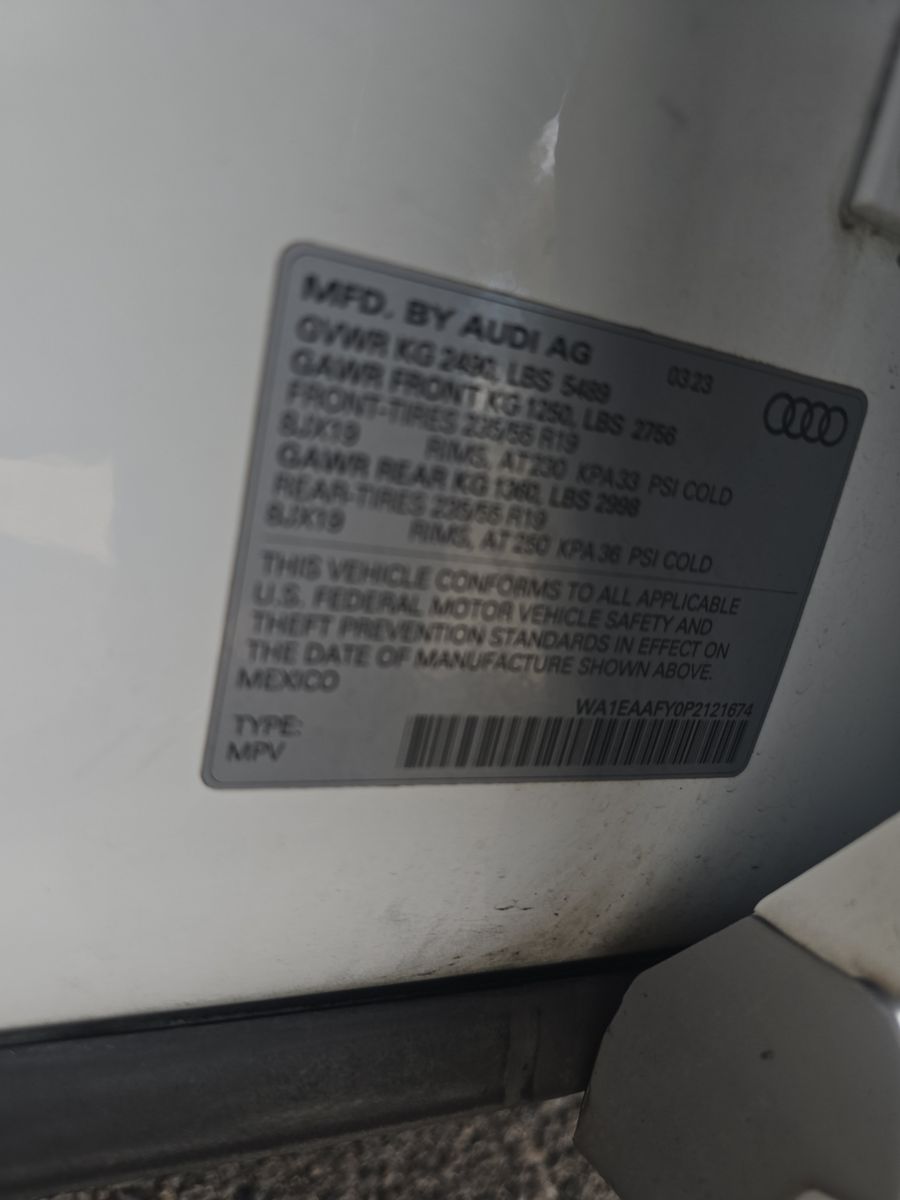 MFD. BY AUDI AG 03.23
GVWR KG 2490, LBS 5489
GAWR FRONT KG 1250, LBS 2756
FRONT-TIRES 235/55 R19
8JX19 RIMS, AT 230 KPA 33 PSI COLD
GAWR REAR KG 1360, LBS 2998
REAR-TIRES 235/55 R19
8JX19 RIMS, AT 250 KPA 36 PSI COLD
THIS VEHICLE CONFORMS TO ALL APPLICABLE
U.S. FEDERAL MOTOR VEHICLE SAFETY AND
THEFT PREVENTION STANDARDS IN EFFECT ON
THE DATE OF MANUFACTURE SHOWN ABOVE.
MEXICO
WA1EAAFY0P2121674
TYPE:
MPV